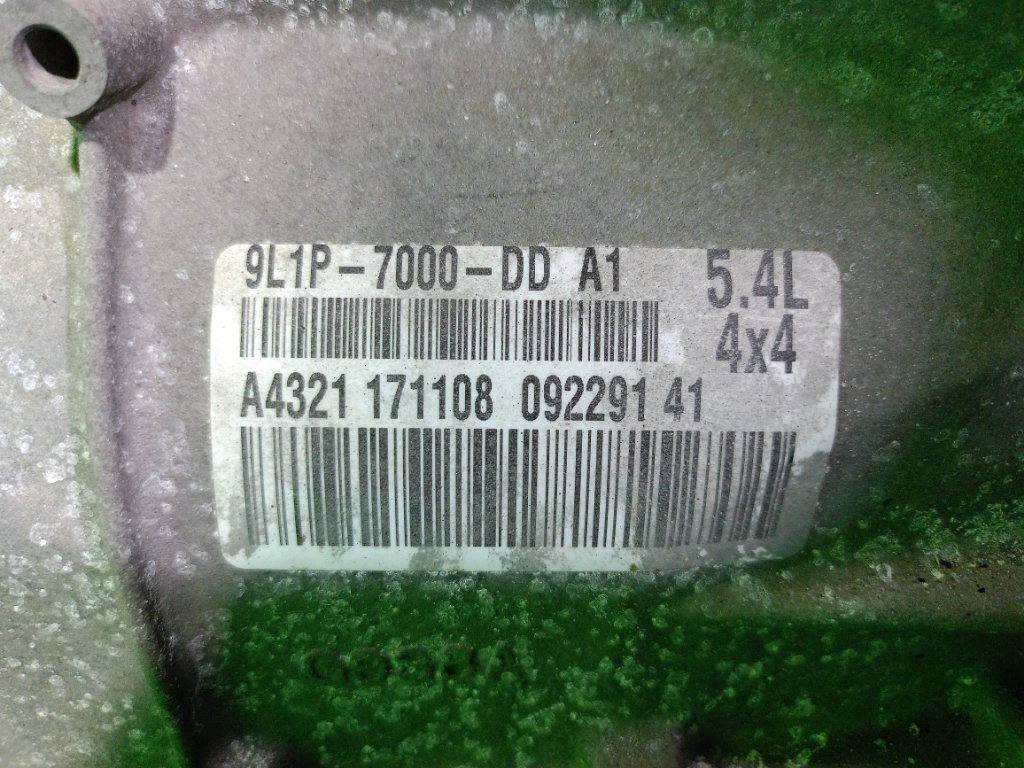 9L1P-7000-DD A1
5.4L
4x4
A4321 171108 092291 41